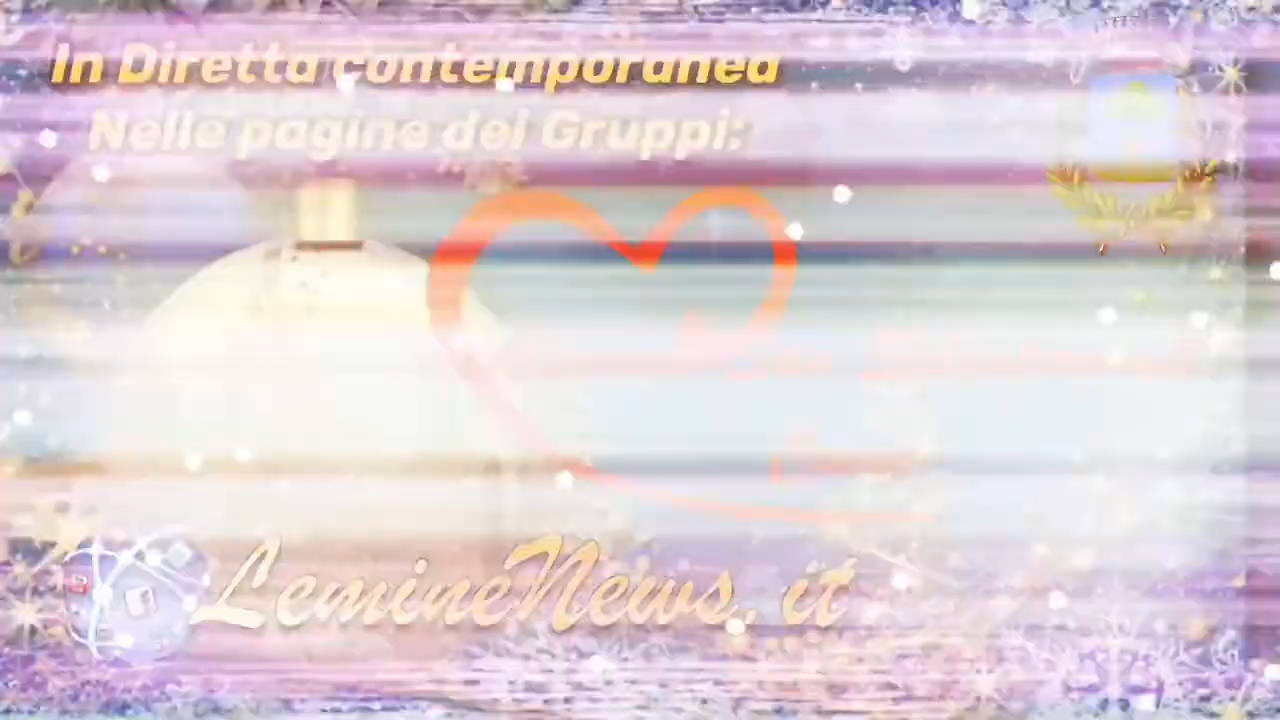 In Diretta contemporanea
Nelle pagine dei Gruppi:
LemineNews.it